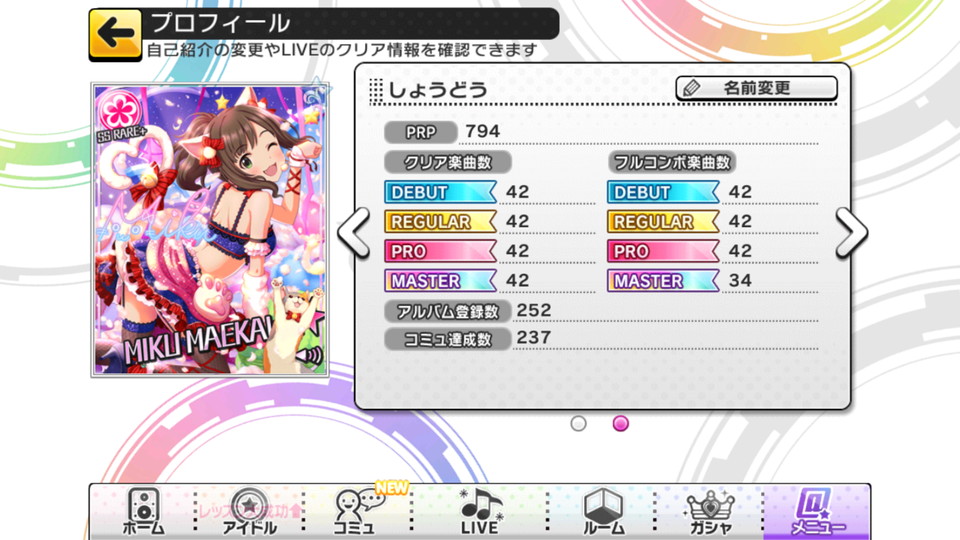 プロフィール
自己紹介の変更やLIVEのクリア情報を確認できます
SS RARE+
Miku
MIKU MAEKAWA
しょうどう
名前変更
PRP 794
クリア楽曲数 フルコンボ楽曲数
DEBUT 42 DEBUT 42
REGULAR 42 REGULAR 42
PRO 42 PRO 42
MASTER 42 MASTER 34
アルバム登録数 252
コミュ達成数 237
NEW
ホーム アイドル コミュ LIVE ルーム ガシャ メニュー